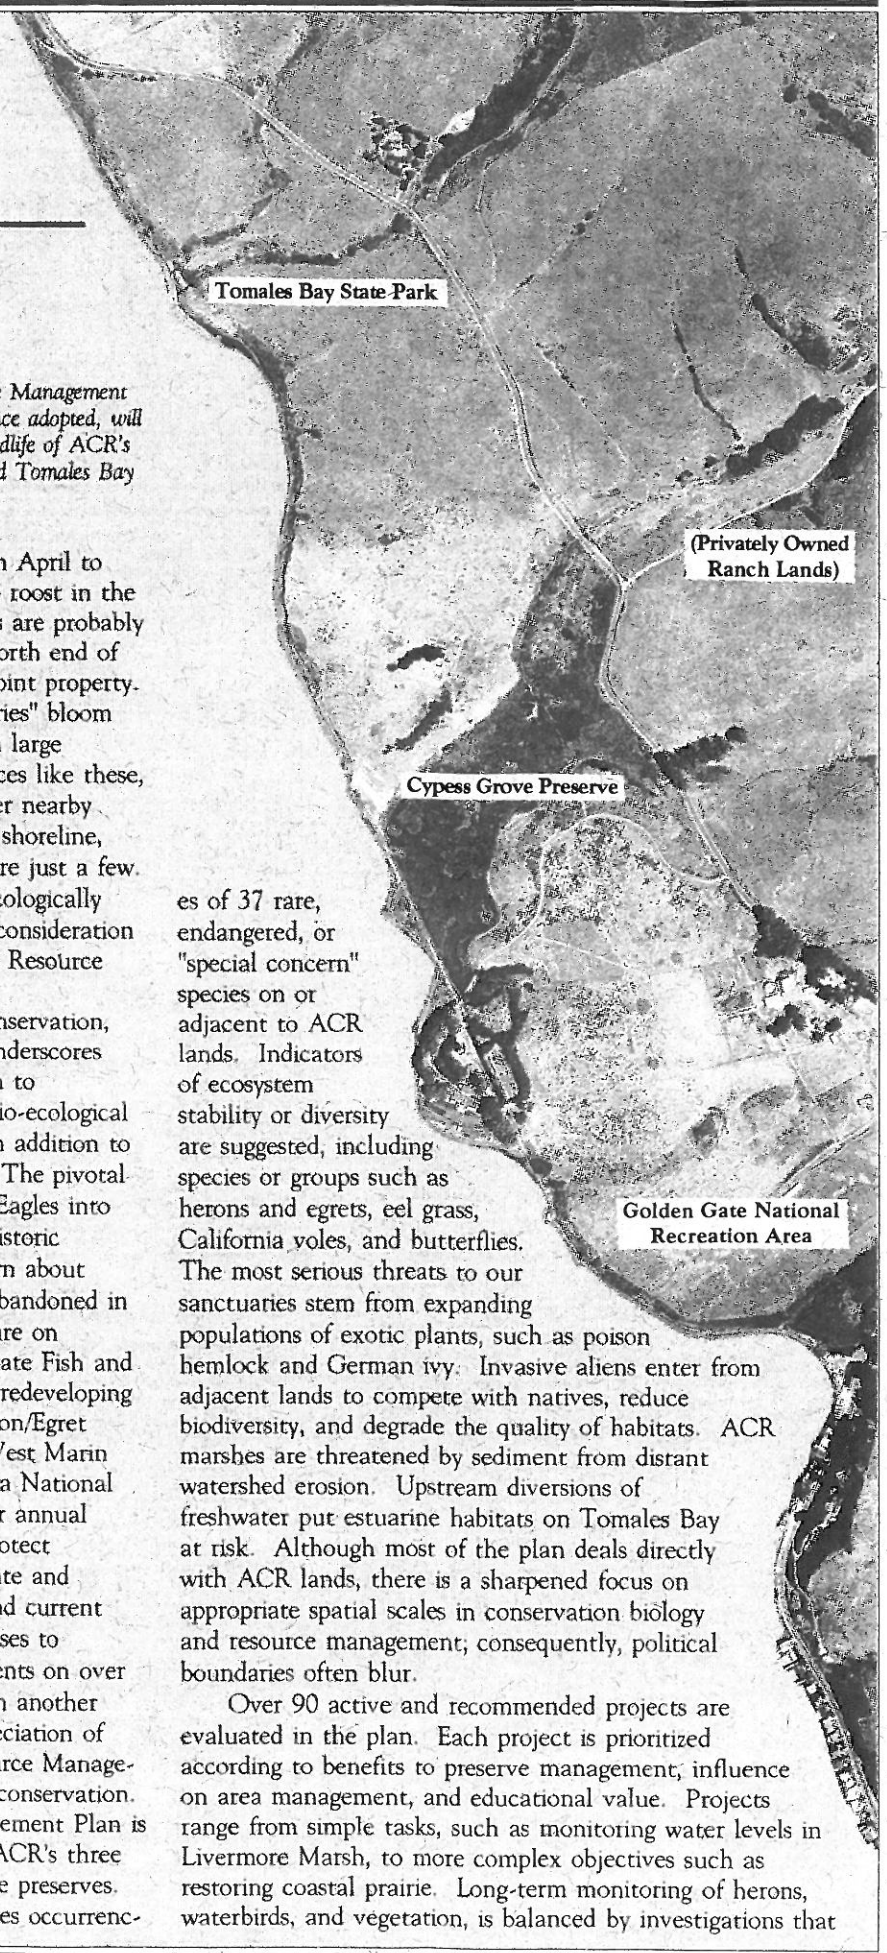 Management
ce adopted, will
dlife of ACR's
d Tomales Bay
n April to
roost in the
s are probably
orth end of
oint property.
ries" bloom
large
ces like these,
er nearby
shoreline,
re just a few.
cologically
consideration
Resource
nservation,
nderscores
n to
io-ecological
n addition to
The pivotal
Eagles into
istoric
rn about
bandoned in
are on
ate Fish and
redeveloping
on/Egret
Vest Marin
a National
r annual
otect
ate and
nd current
ses to
ents on over
n another
eciation of
urce Manage-
conservation.
ement Plan is
ACR's three
e preserves.
es occurrenc-
Tomales Bay State Park
(Privately Owned
Ranch Lands)
Cypess Grove Preserve
Golden Gate National
Recreation Area
es of 37 rare,
endangered, or
"special concern"
species on or
adjacent to ACR
lands. Indicators
of ecosystem
stability or diversity
are suggested, including
species or groups such as
herons and egrets, eel grass,
California voles, and butterflies.
The most serious threats to our
sanctuaries stem from expanding
populations of exotic plants, such as poison
hemlock and German ivy. Invasive aliens enter from
adjacent lands to compete with natives, reduce
biodiversity, and degrade the quality of habitats. ACR
marshes are threatened by sediment from distant
watershed erosion. Upstream diversions of
freshwater put estuarine habitats on Tomales Bay
at risk. Although most of the plan deals directly
with ACR lands, there is a sharpened focus on
appropriate spatial scales in conservation biology
and resource management; consequently, political
boundaries often blur.
Over 90 active and recommended projects are
evaluated in the plan. Each project is prioritized
according to benefits to preserve management, influence
on area management, and educational value. Projects
range from simple tasks, such as monitoring water levels in
Livermore Marsh, to more complex objectives such as
restoring coastal prairie. Long-term monitoring of herons,
waterbirds, and vegetation, is balanced by investigations that